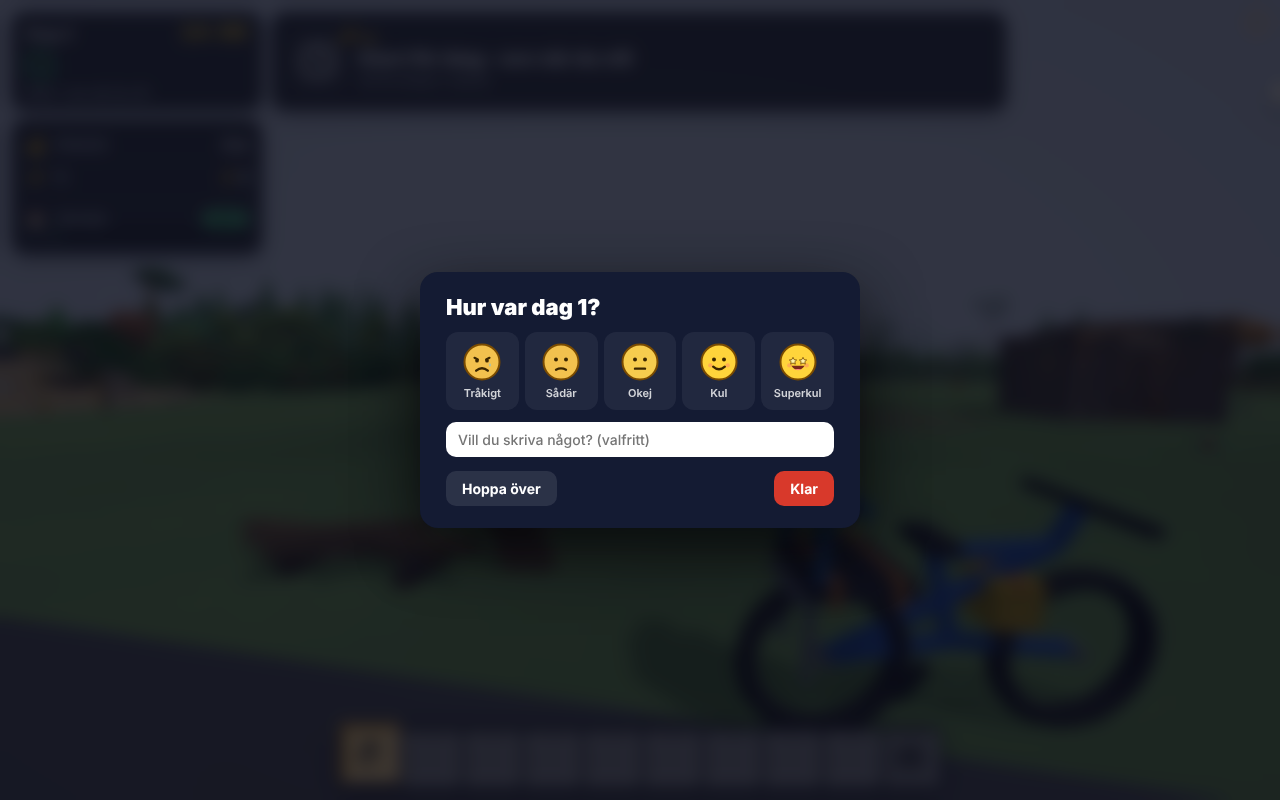 Hur var dag 1?
Tråkigt
Sådär
Okej
Kul
Superkul
Vill du skriva något? (valfritt)
Hoppa över
Klar